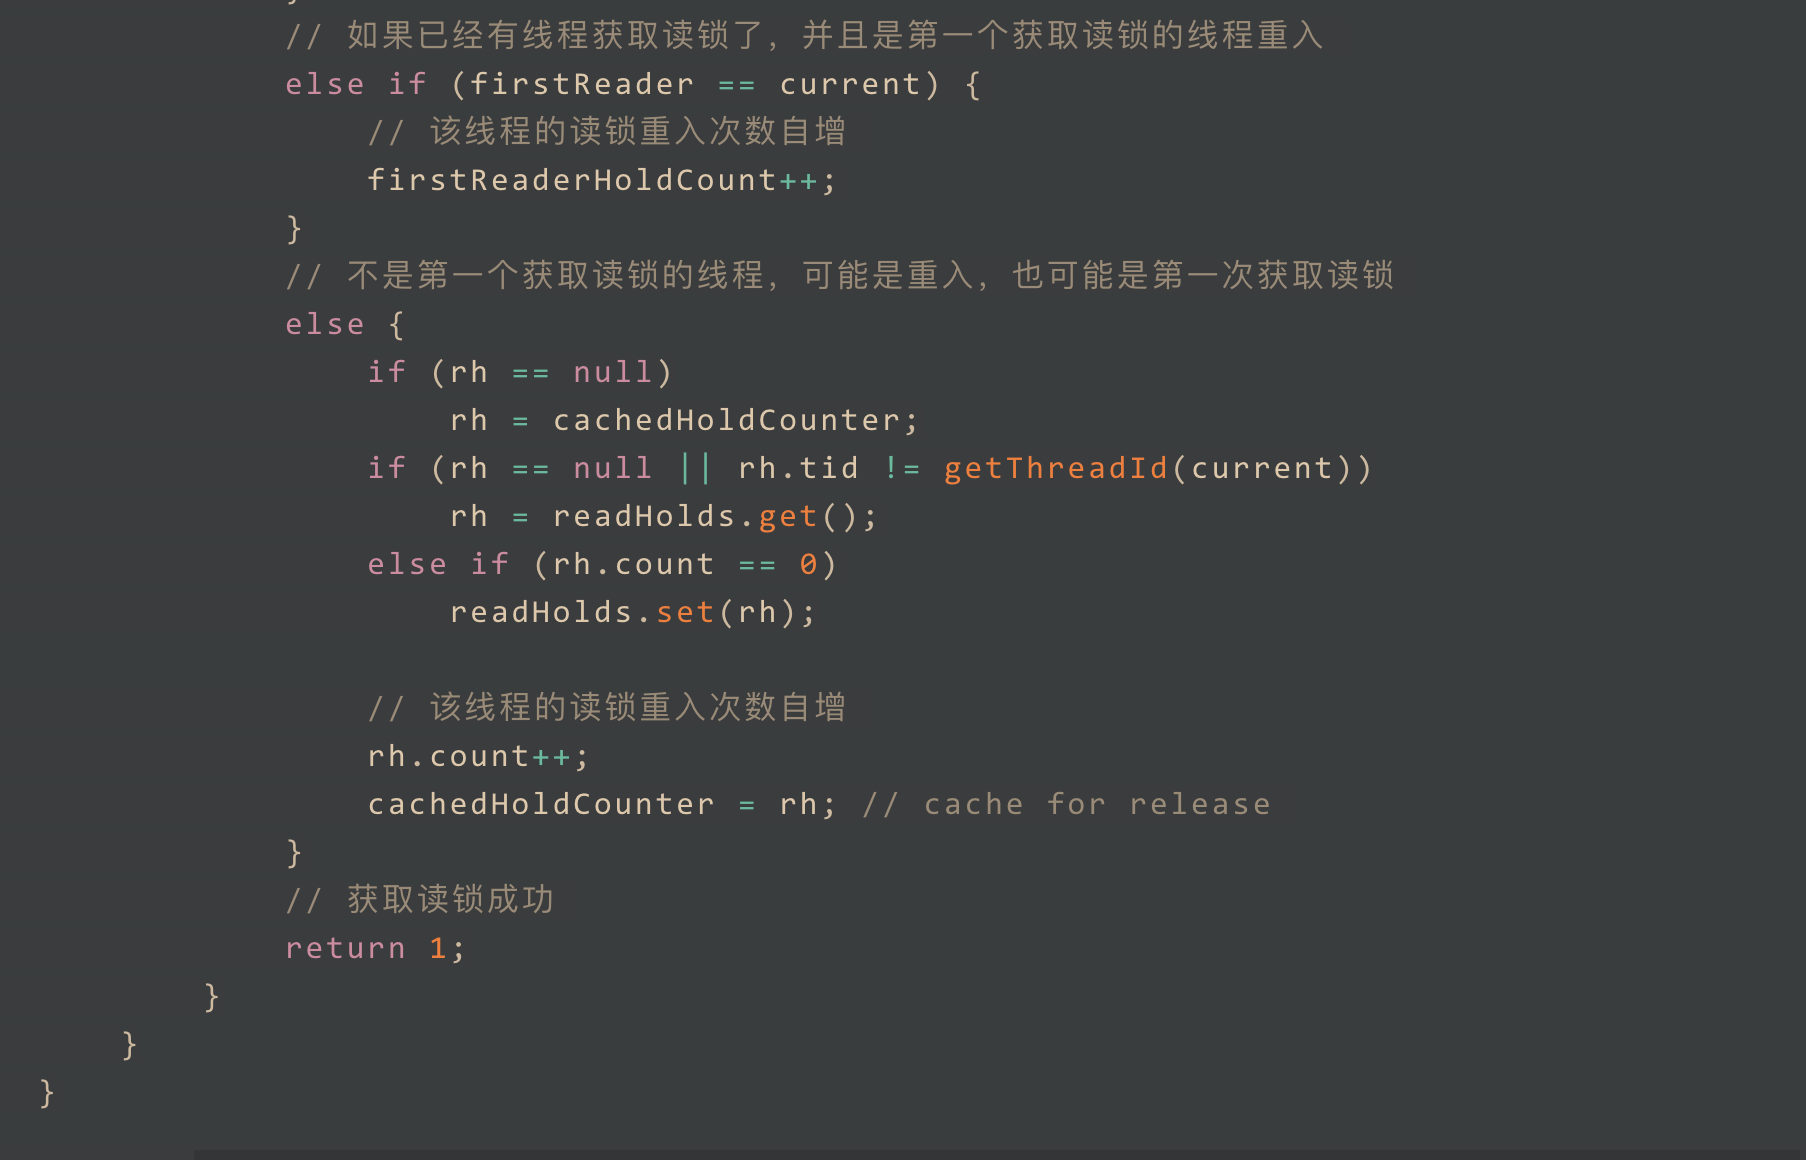 // 如果已经有线程获取读锁了，并且是第一个获取读锁的线程重入
else if (firstReader == current) {
// 该线程的读锁重入次数自增
firstReaderHoldCount++;
}
// 不是第一个获取读锁的线程，可能是重入，也可能是第一次获取读锁
else {
if (rh == null)
rh = cachedHoldCounter;
if (rh == null || rh.tid != getThreadId(current))
rh = readHolds.get();
else if (rh.count == 0)
readHolds.set(rh);
// 该线程的读锁重入次数自增
rh.count++;
cachedHoldCounter = rh; // cache for release
}
// 获取读锁成功
return 1;
}
}
}